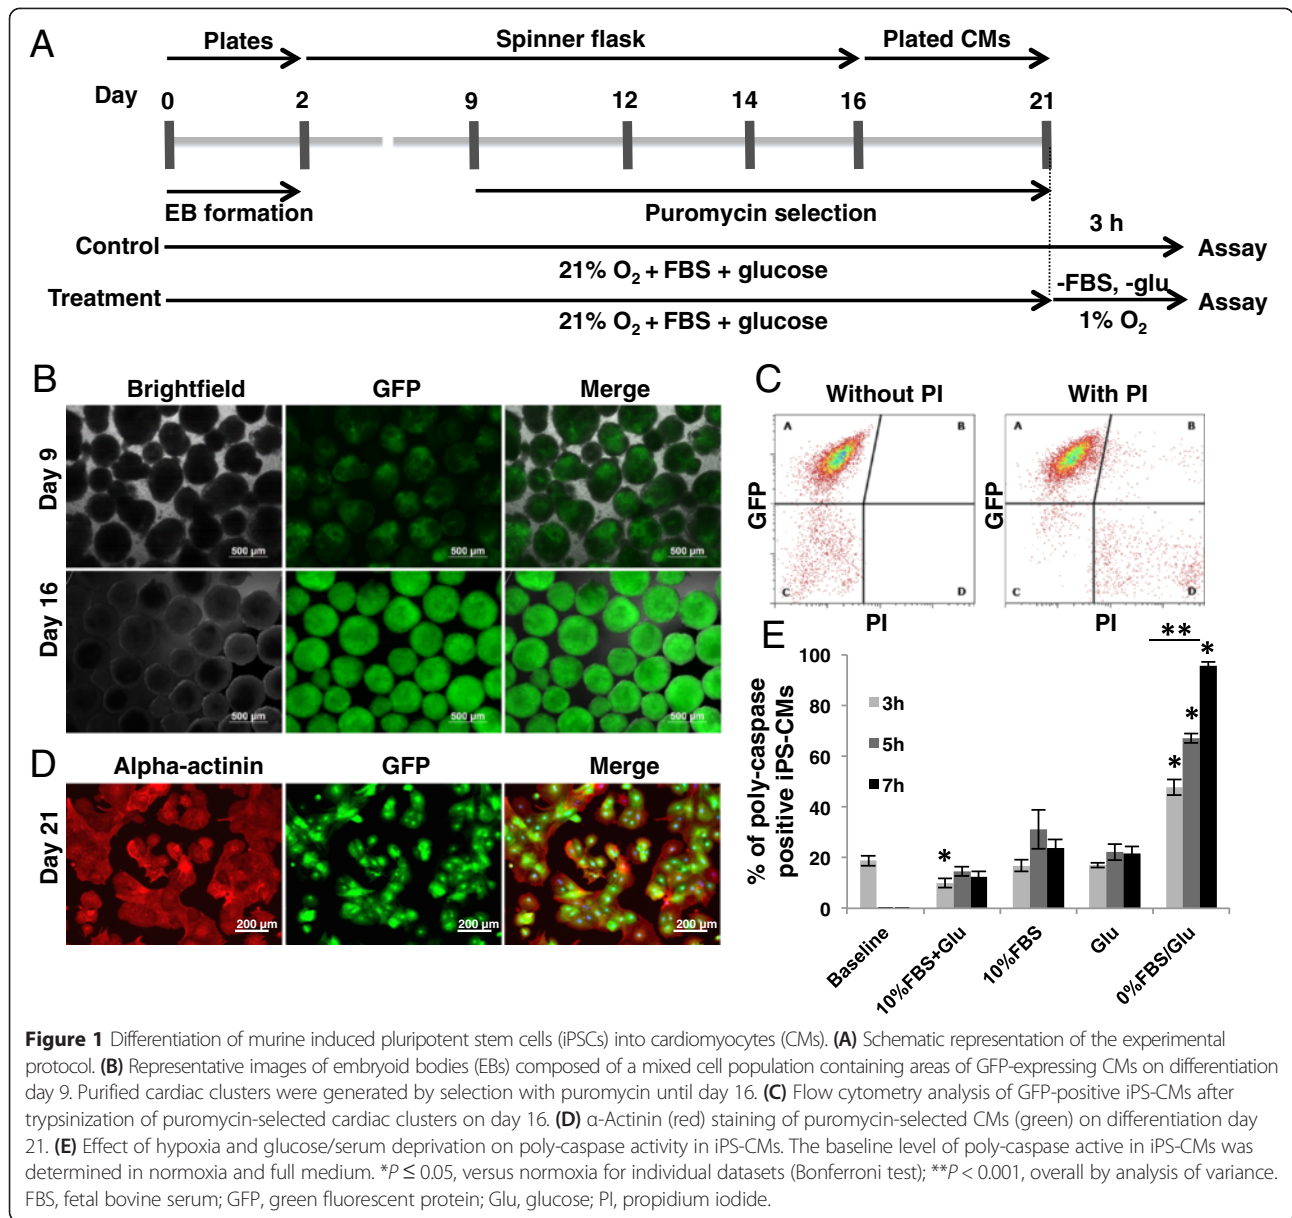 A
Plates
Spinner flask
Plated CMs
Day
0
2
9
12
14
16
21
EB formation
Puromycin selection
3 h
Control
21% O2 + FBS + glucose
Assay
Treatment
21% O2 + FBS + glucose
-FBS, -glu
1% O2
Assay
B
Brightfield
GFP
Merge
Day 9
500 µm
500 µm
500 µm
Day 16
500 µm
500 µm
500 µm
C
Without PI
With PI
A
B
C
D
GFP
PI
A
B
C
D
GFP
PI
D
Alpha-actinin
GFP
Merge
Day 21
200 µm
200 µm
200 µm
E
% of poly-caspase
positive iPS-CMs
100
80
60
40
20
0
3h
5h
7h
*
*
*
*
**
Baseline
10%FBS+Glu
10%FBS
Glu
0%FBS/Glu
Figure 1 Differentiation of murine induced pluripotent stem cells (iPSCs) into cardiomyocytes (CMs). (A) Schematic representation of the experimental
protocol. (B) Representative images of embryoid bodies (EBs) composed of a mixed cell population containing areas of GFP-expressing CMs on differentiation
day 9. Purified cardiac clusters were generated by selection with puromycin until day 16. (C) Flow cytometry analysis of GFP-positive iPS-CMs after
trypsinization of puromycin-selected cardiac clusters on day 16. (D) α-Actinin (red) staining of puromycin-selected CMs (green) on differentiation day
21. (E) Effect of hypoxia and glucose/serum deprivation on poly-caspase activity in iPS-CMs. The baseline level of poly-caspase active in iPS-CMs was
determined in normoxia and full medium. *P ≤ 0.05, versus normoxia for individual datasets (Bonferroni test); **P < 0.001, overall by analysis of variance.
FBS, fetal bovine serum; GFP, green fluorescent protein; Glu, glucose; PI, propidium iodide.